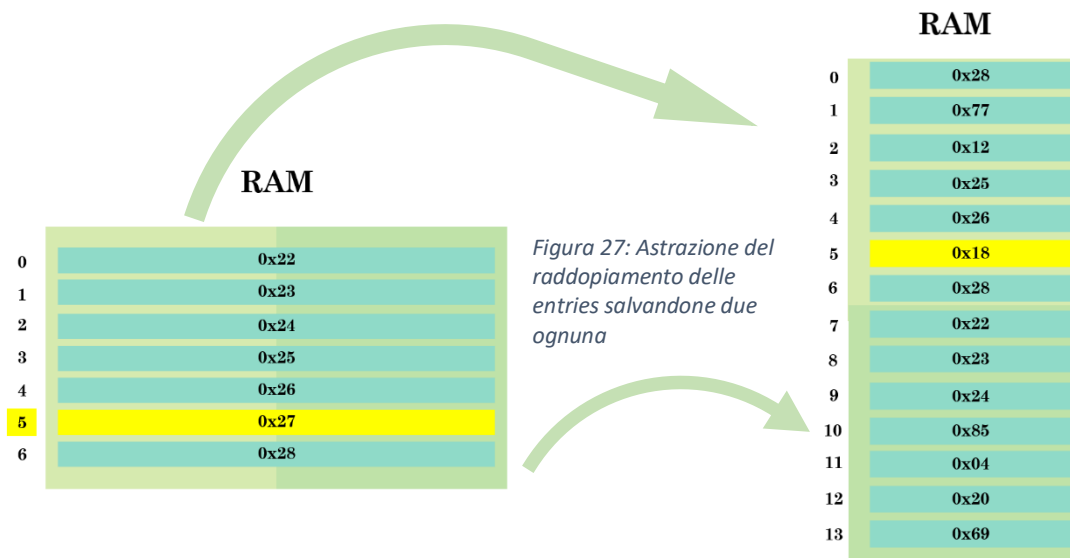 RAM
0 0x22
1 0x23
2 0x24
3 0x25
4 0x26
5 0x27
6 0x28
Figura 27: Astrazione del
raddopiamento delle
entries salvandone due
ognuna
RAM
0 0x28
1 0x77
2 0x12
3 0x25
4 0x26
5 0x18
6 0x28
7 0x22
8 0x23
9 0x24
10 0x85
11 0x04
12 0x20
13 0x69